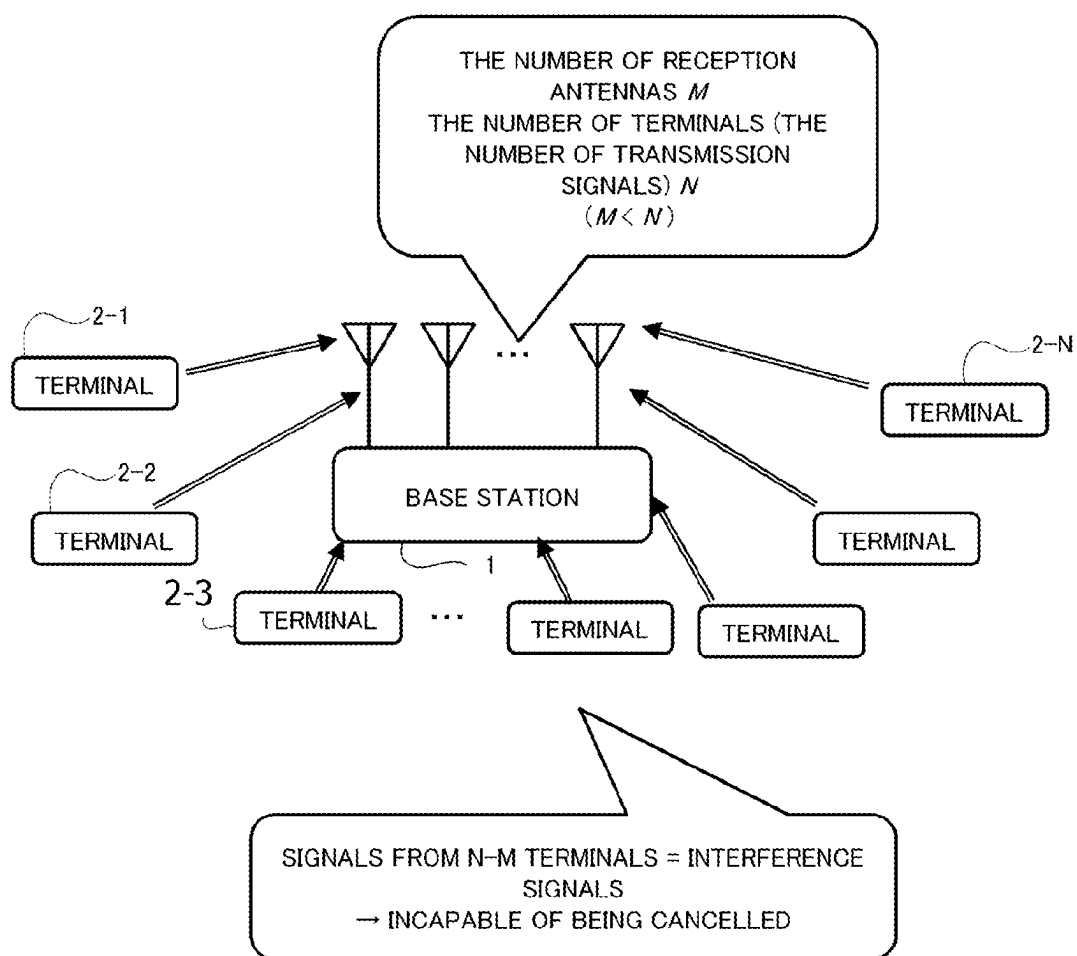 THE NUMBER OF RECEPTION
ANTENNAS M
THE NUMBER OF TERMINALS (THE
NUMBER OF TRANSMISSION
SIGNALS) N
(M< N)
2-1
...
2-N
TERMINAL
TERMINAL
2-2
BASE STATION
TERMINAL
TERMINAL
1
2-3
TERMINAL
...
TERMINAL
TERMINAL
SIGNALS FROM N-M TERMINALS = INTERFERENCE
SIGNALS
→ INCAPABLE OF BEING CANCELLED